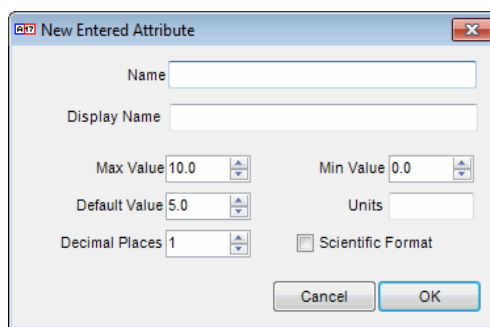 A17 New Entered Attribute
Name
Display Name
Max Value 10.0 Min Value 0.0
Default Value 5.0 Units
Decimal Places 1 Scientific Format
Cancel OK